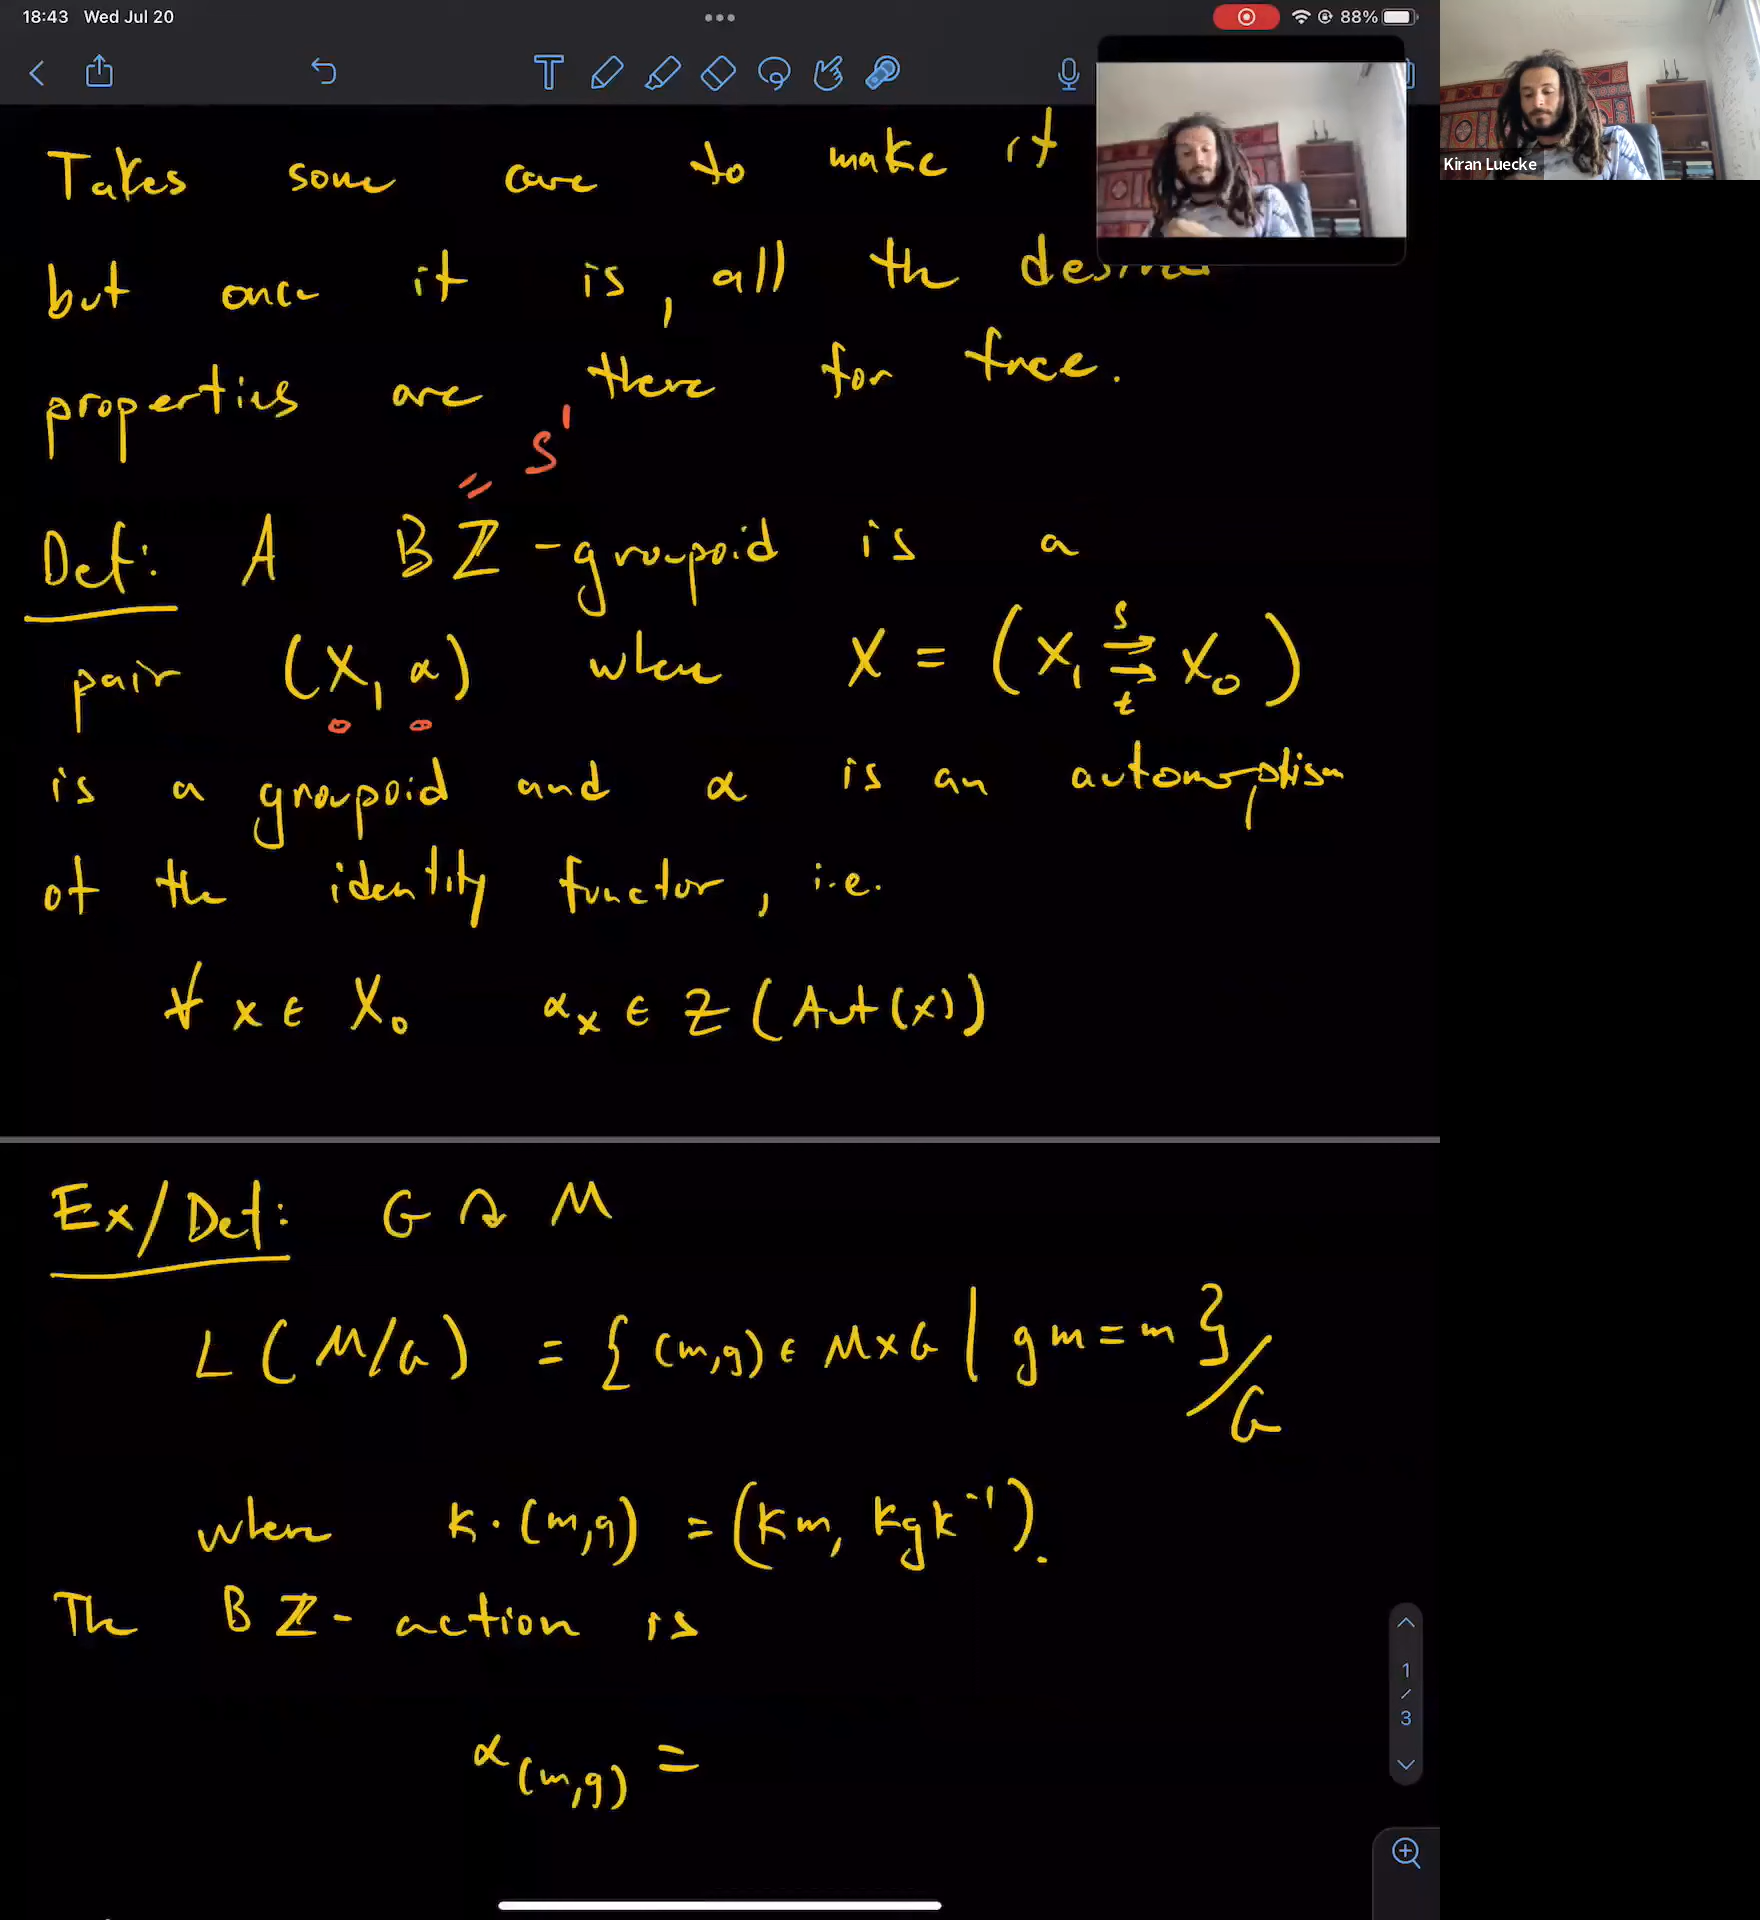 18:43 Wed Jul 20
88%
Kiran Luecke
Takes some care to make it
but once it is, all the
properties are there for free.
= S¹
Def: A Bℤ-groupoid is a
pair (X, α) where X = (X₁ ⇉ X₀) s t
is a groupoid and α is an automorphism
of the identity functor, i.e.
∀ x ∈ X₀ αₓ ∈ Z(Aut(x))
Ex/Def: G ↷ M
L(M/G) = {(m,g) ∈ M×G | gm=m}/G
where k·(m,g) = (km, kgk⁻¹).
The Bℤ-action is
α₍m,g₎ =
1
/
3